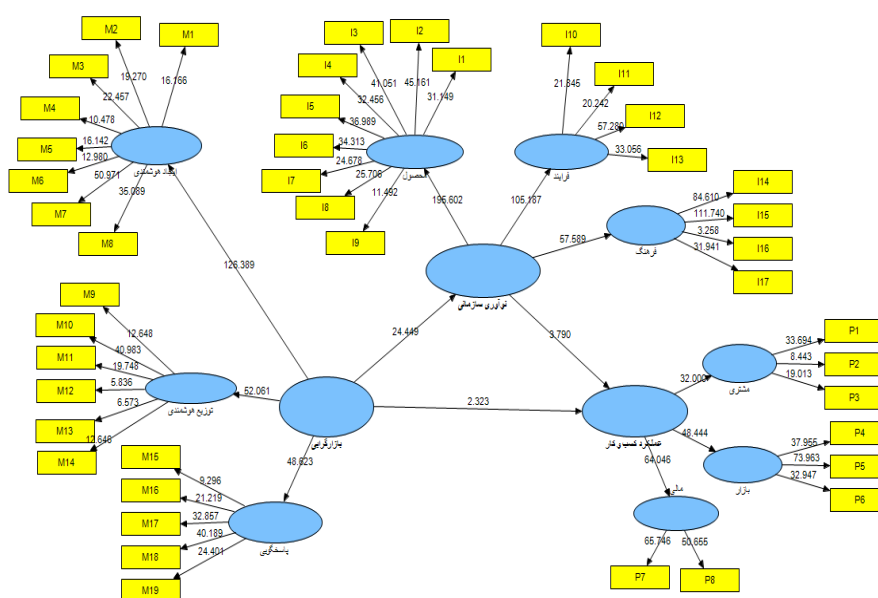 M2
M1
M3
M4
M5
M6
M7
M8
19.270
16.166
22.457
10.478
16.142
12.980
50.971
35.089
ایجاد هوشمندی
I3
I2
I4
I1
I5
I6
I7
I8
I9
41.051
45.161
31.149
32.456
36.989
34.313
24.678
25.706
11.492
محصول
I10
I11
I12
I13
21.845
20.242
57.280
33.056
فرایند
195.602
105.187
57.589
I14
I15
I16
I17
84.610
111.740
3.258
31.941
فرهنگ
نوآوری سازمانی
126.389
24.449
3.790
M9
M10
M11
M12
M13
M14
12.648
40.983
19.748
5.836
6.573
12.646
توزیع هوشمندی
52.061
بازارگرایی
2.323
48.623
M15
M16
M17
M18
M19
9.296
21.219
32.857
40.189
24.401
پاسخگویی
عملکرد کسب و کار
32.000
48.444
64.046
P1
P2
P3
33.694
8.443
19.013
مشتری
P4
P5
P6
37.955
73.963
32.947
بازار
مالی
65.746
50.655
P7
P8